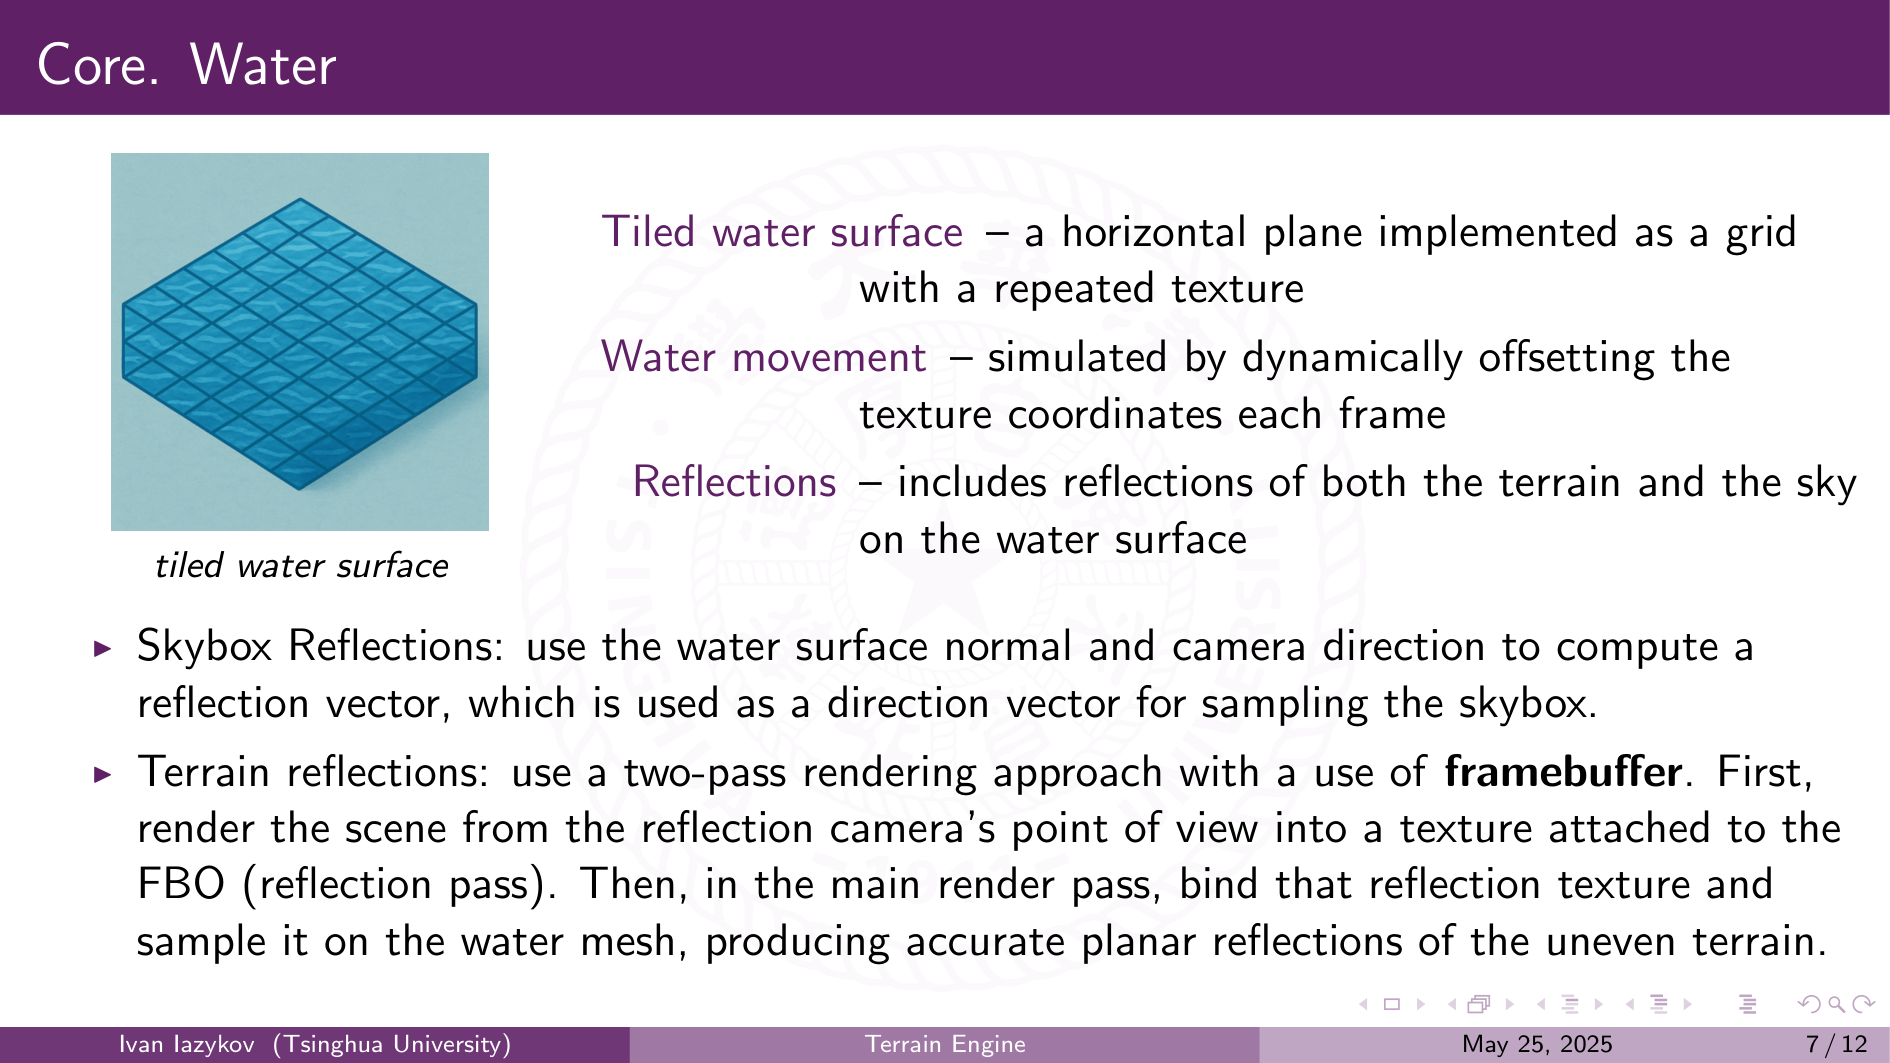 Core. Water
tiled water surface
Tiled water surface – a horizontal plane implemented as a grid
with a repeated texture
Water movement – simulated by dynamically offsetting the
texture coordinates each frame
Reflections – includes reflections of both the terrain and the sky
on the water surface
▶ Skybox Reflections: use the water surface normal and camera direction to compute a
reflection vector, which is used as a direction vector for sampling the skybox.
▶ Terrain reflections: use a two-pass rendering approach with a use of framebuffer. First,
render the scene from the reflection camera's point of view into a texture attached to the
FBO (reflection pass). Then, in the main render pass, bind that reflection texture and
sample it on the water mesh, producing accurate planar reflections of the uneven terrain.
Ivan Iazykov (Tsinghua University)
Terrain Engine
May 25, 2025
7 / 12